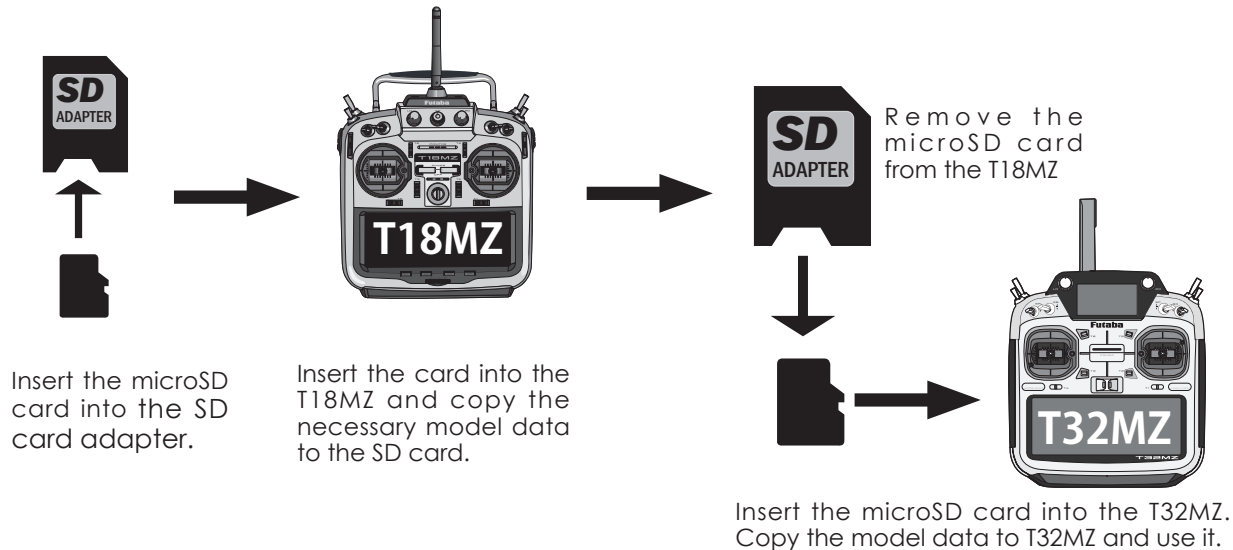 SD
ADAPTER
Insert the microSD
card into the SD
card adapter.
Futaba
T18MZ
T18MZ
Insert the card into the
T18MZ and copy the
necessary model data
to the SD card.
SD
ADAPTER
Remove the
microSD card
from the T18MZ
Futaba
T32MZ
T32MZ
Insert the microSD card into the T32MZ.
Copy the model data to T32MZ and use it.